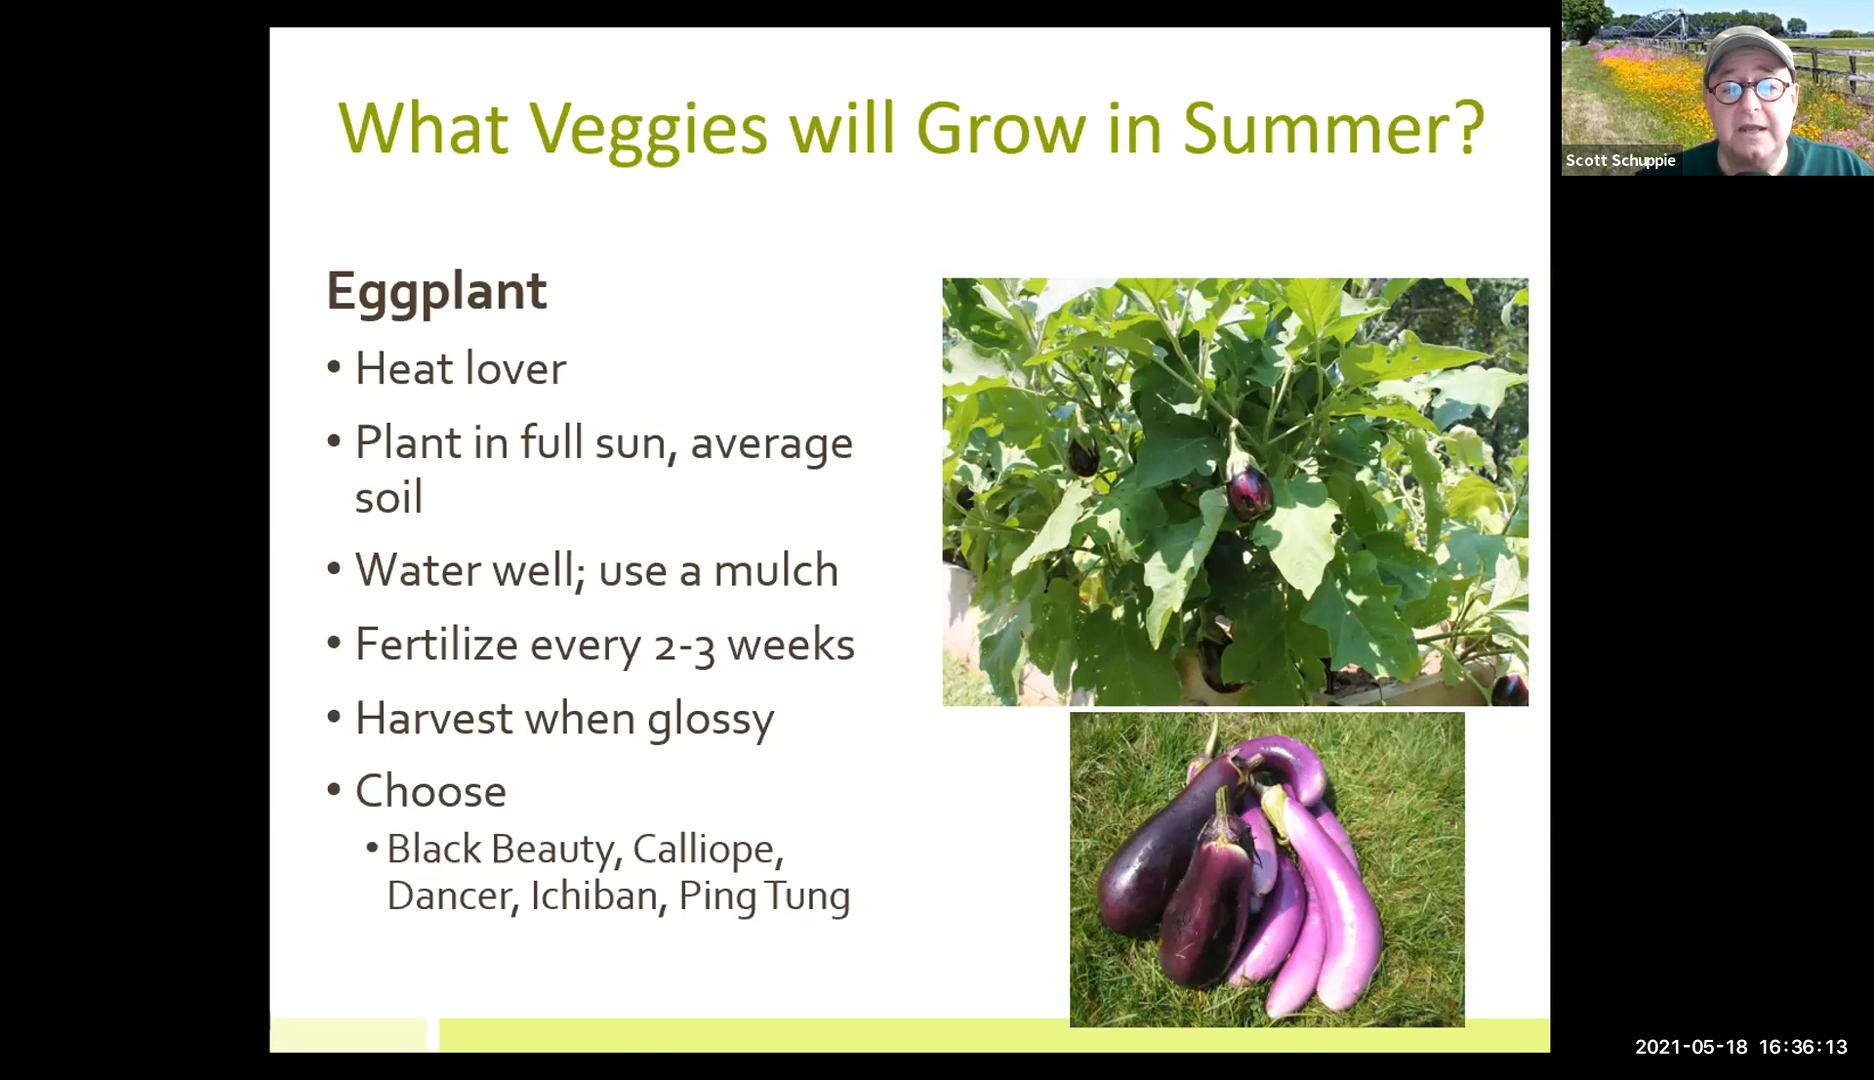 What Veggies will Grow in Summer?
Scott Schuppie
Eggplant
• Heat lover
• Plant in full sun, average
soil
• Water well; use a mulch
• Fertilize every 2-3 weeks
• Harvest when glossy
• Choose
• Black Beauty, Calliope,
Dancer, Ichiban, Ping Tung
2021-05-18 16:36:13